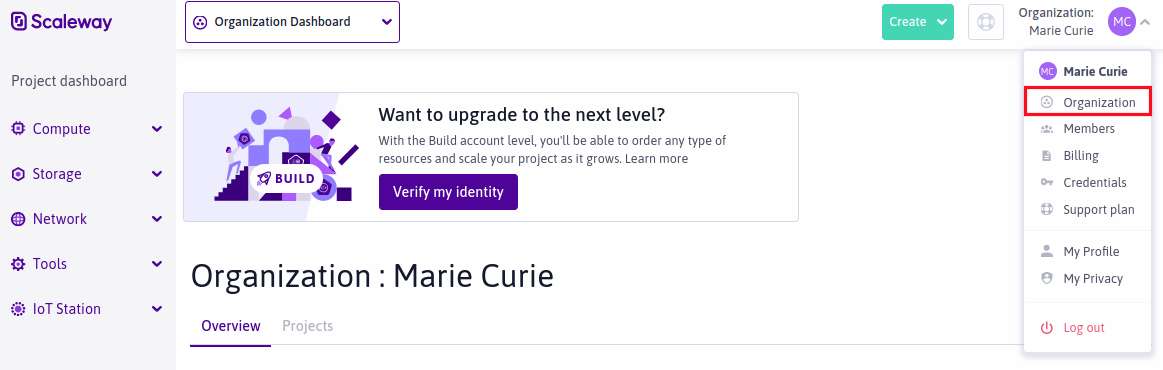 Scaleway
Organization Dashboard
Create
Organization:
Marie Curie
MC
Project dashboard
Compute
Storage
Network
Tools
IoT Station
BUILD
Want to upgrade to the next level?
With the Build account level, you'll be able to order any type of
resources and scale your project as it grows. Learn more
Verify my identity
Organization : Marie Curie
Overview
Projects
MC Marie Curie
Organization
Members
Billing
Credentials
Support plan
My Profile
My Privacy
Log out